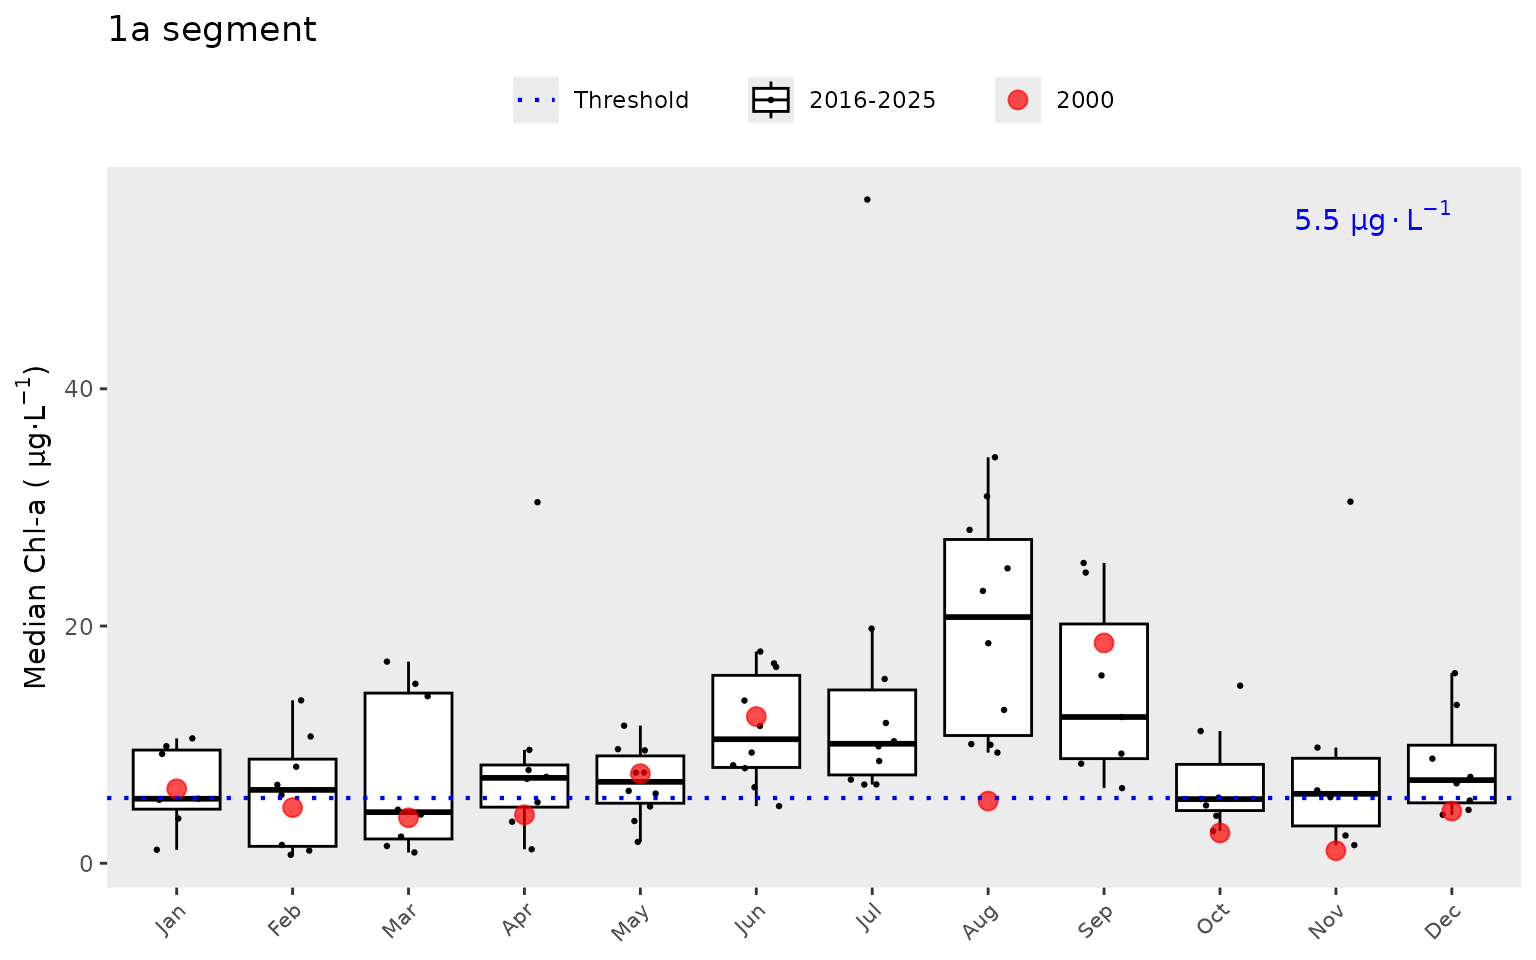 1a segment
Threshold
2016-2025
2000
5.5 µg·L⁻¹
Median Chl-a ( µg·L⁻¹)
40
20
0
Jan
Feb
Mar
Apr
May
Jun
Jul
Aug
Sep
Oct
Nov
Dec